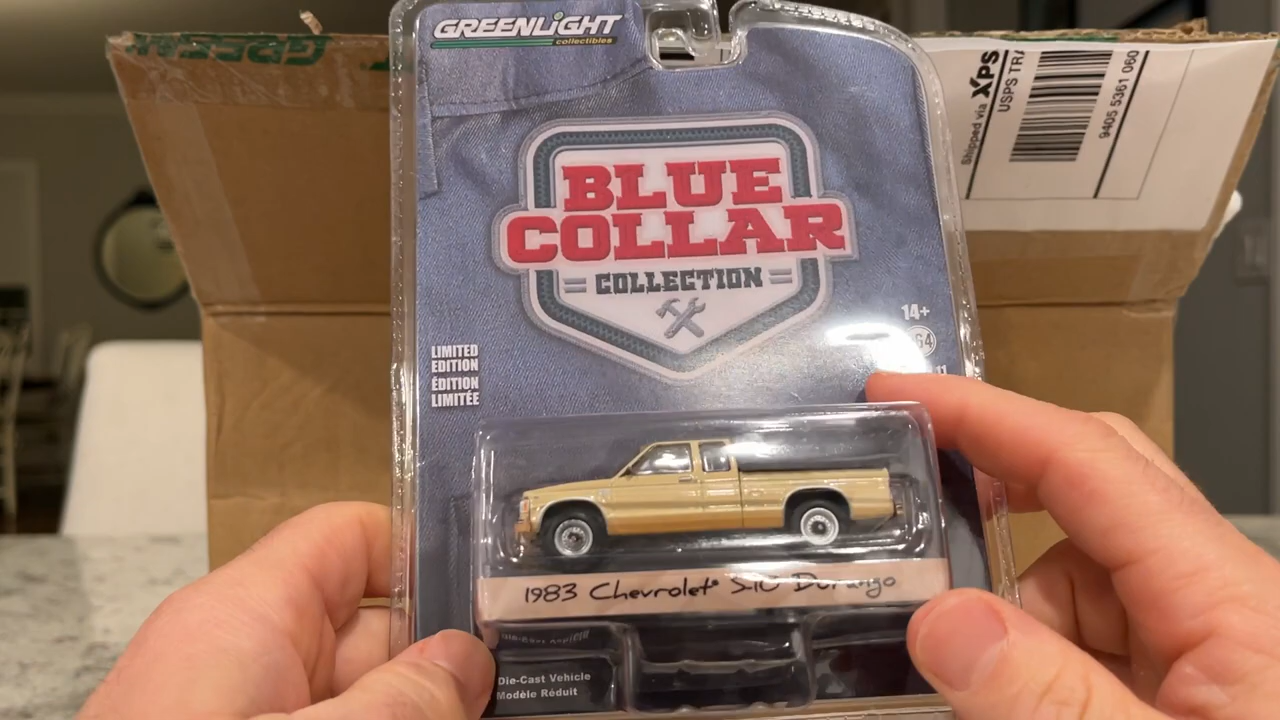 GREENLiGHT
collectibles
Shipped via XPS
USPS TR
9405 5361 060
BLUE
COLLAR
COLLECTION
14+
64
LIMITED
EDITION
ÉDITION
LIMITÉE
1983 Chevrolet® S-10 Durango
Die-Cast Vehicle
Modèle Réduit